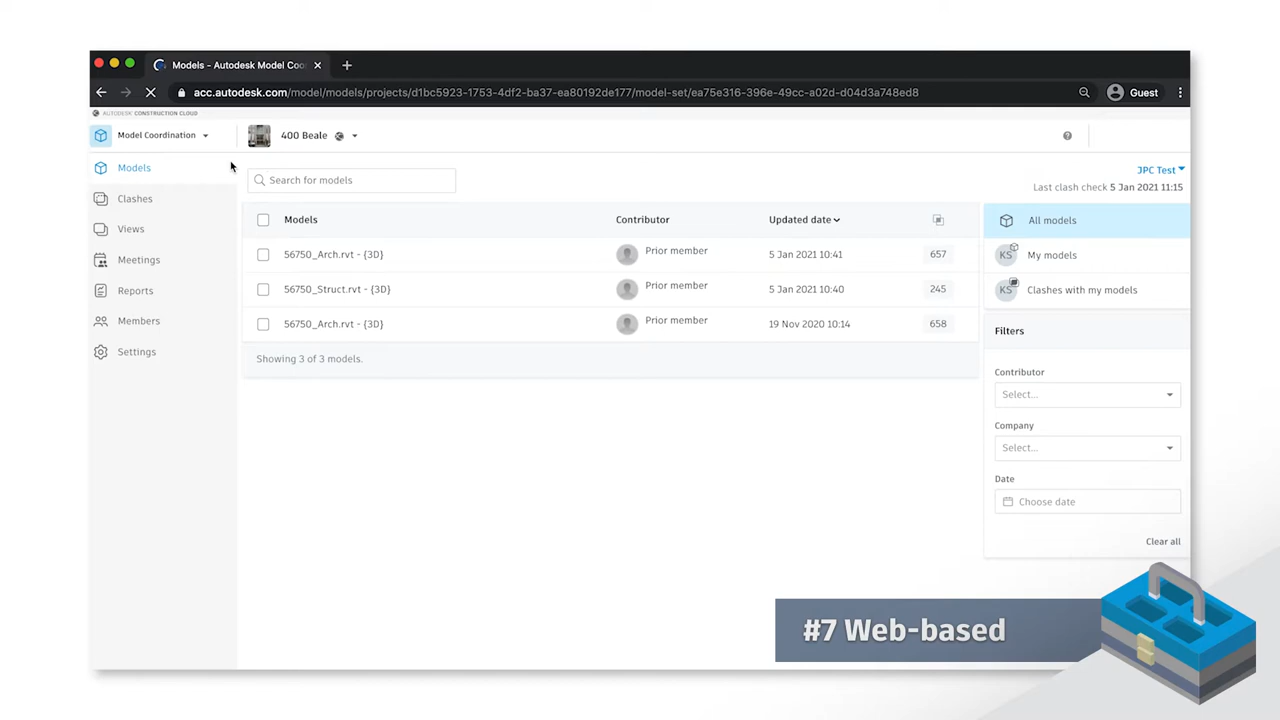 Models - Autodesk Model Coo
acc.autodesk.com/model/models/projects/d1bc5923-1753-4df2-ba37-ea80192de177/model-set/ea75e316-396e-49cc-a02d-d04d3a748ed8
Guest
AUTODESK CONSTRUCTION CLOUD
Model Coordination
400 Beale
Models
Clashes
Views
Meetings
Reports
Members
Settings
Search for models
JPC Test
Last clash check 5 Jan 2021 11:15
Models Contributor Updated date
56750_Arch.rvt - {3D} Prior member 5 Jan 2021 10:41 657
56750_Struct.rvt - {3D} Prior member 5 Jan 2021 10:40 245
56750_Arch.rvt - {3D} Prior member 19 Nov 2020 10:14 658
Showing 3 of 3 models.
All models
KS My models
KS Clashes with my models
Filters
Contributor
Select...
Company
Select...
Date
Choose date
Clear all
#7 Web-based